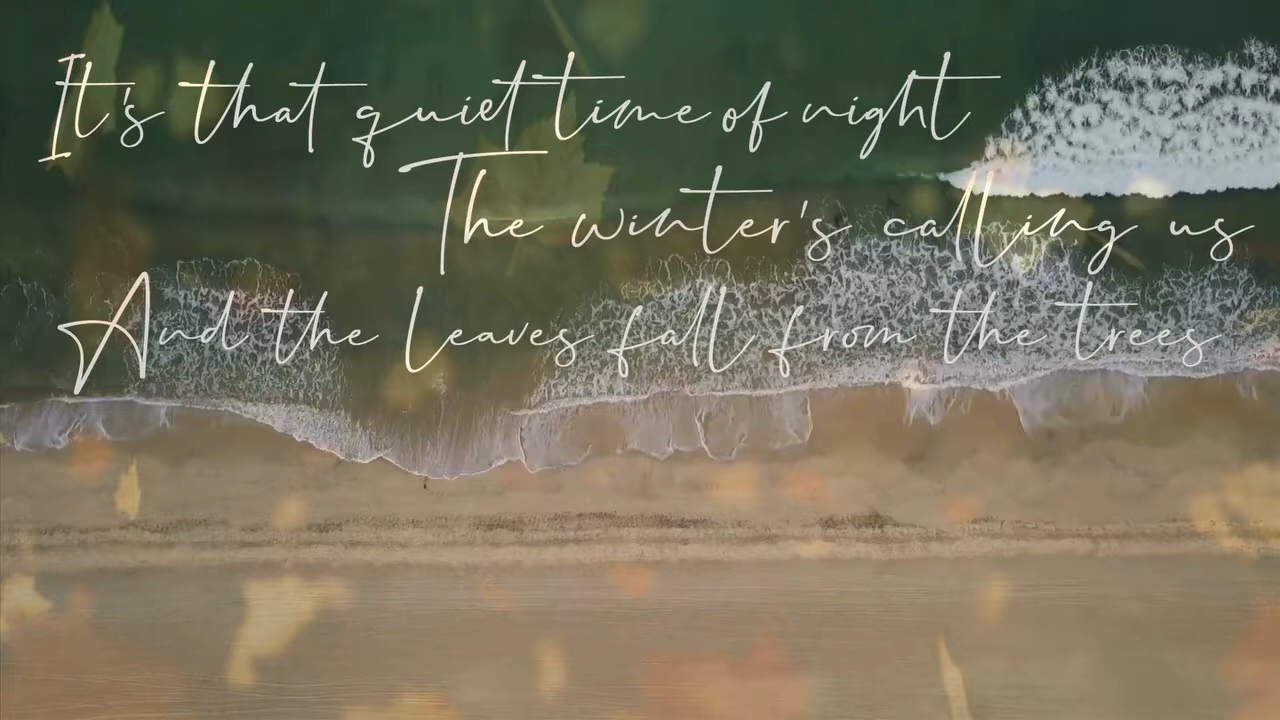 It's that quiet time of night
The winter's calling us
And the leaves fall from the trees